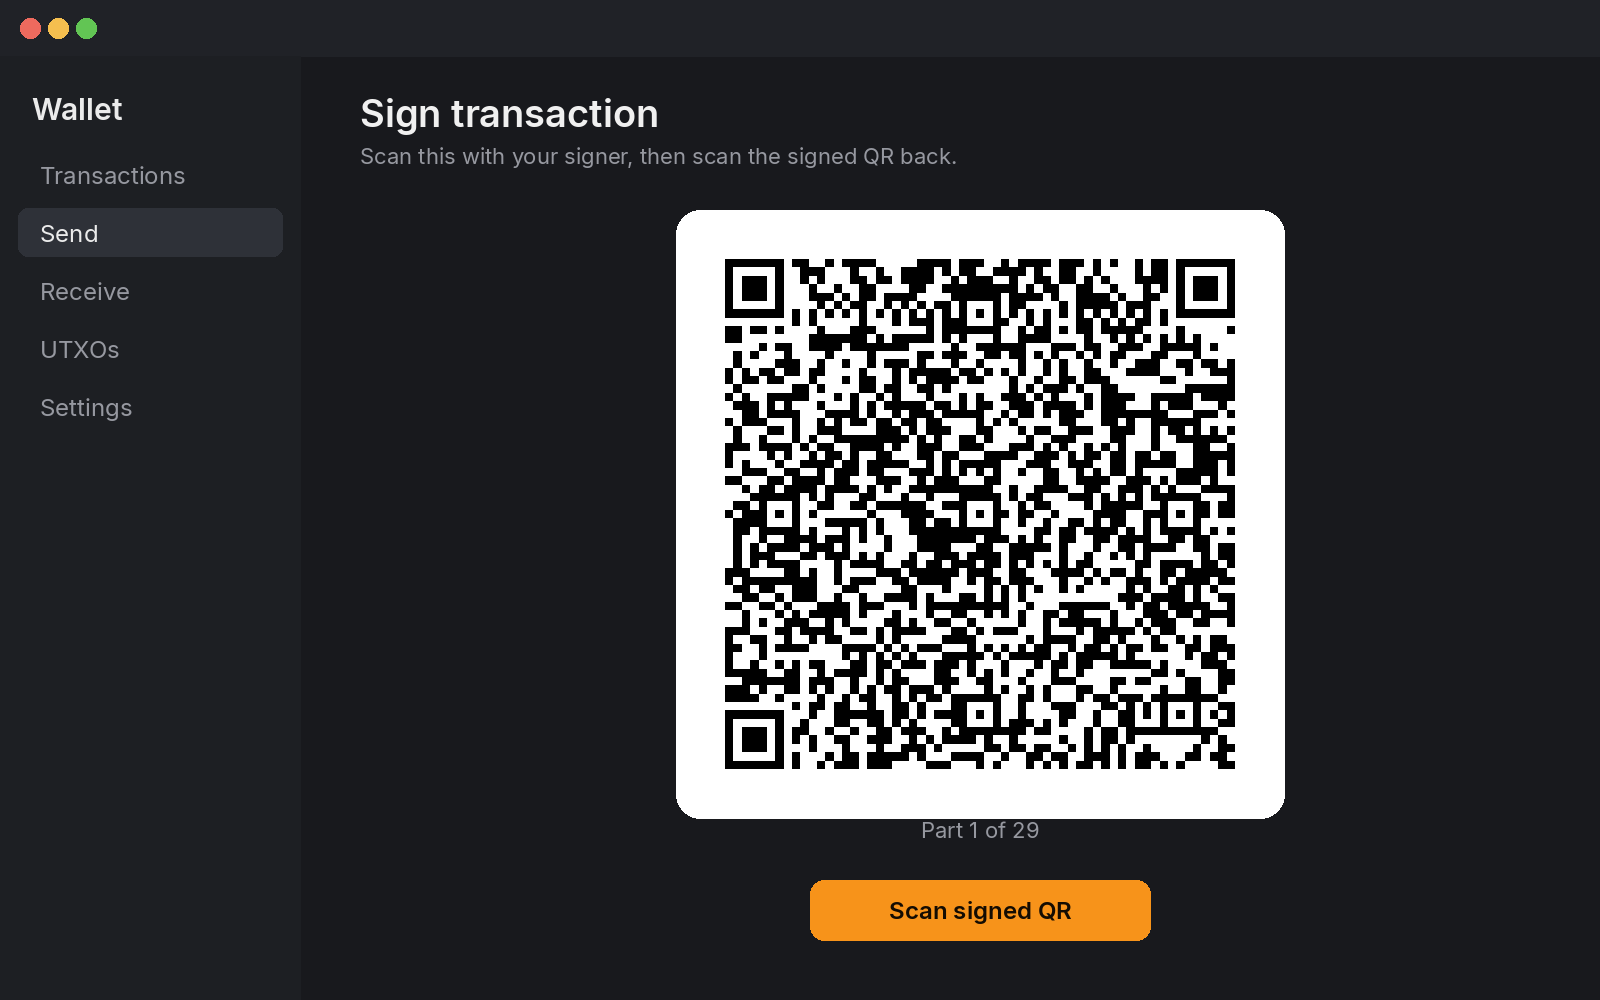 Wallet
Transactions
Send
Receive
UTXOs
Settings
Sign transaction
Scan this with your signer, then scan the signed QR back.
Part 1 of 29
Scan signed QR